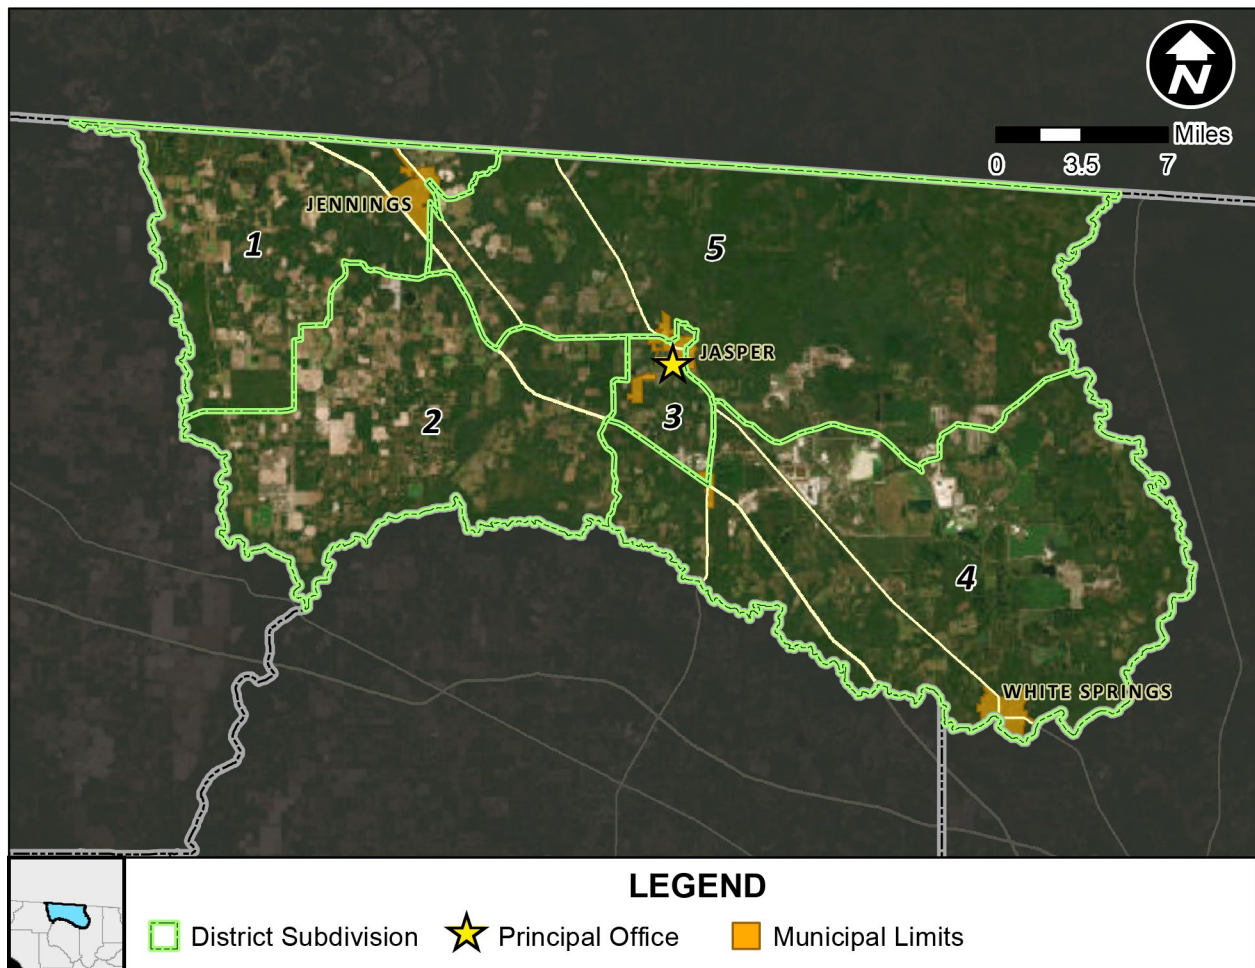 N
Miles
0 3.5 7
JENNINGS
1
5
JASPER
2
3
4
WHITE SPRINGS
LEGEND
District Subdivision
Principal Office
Municipal Limits